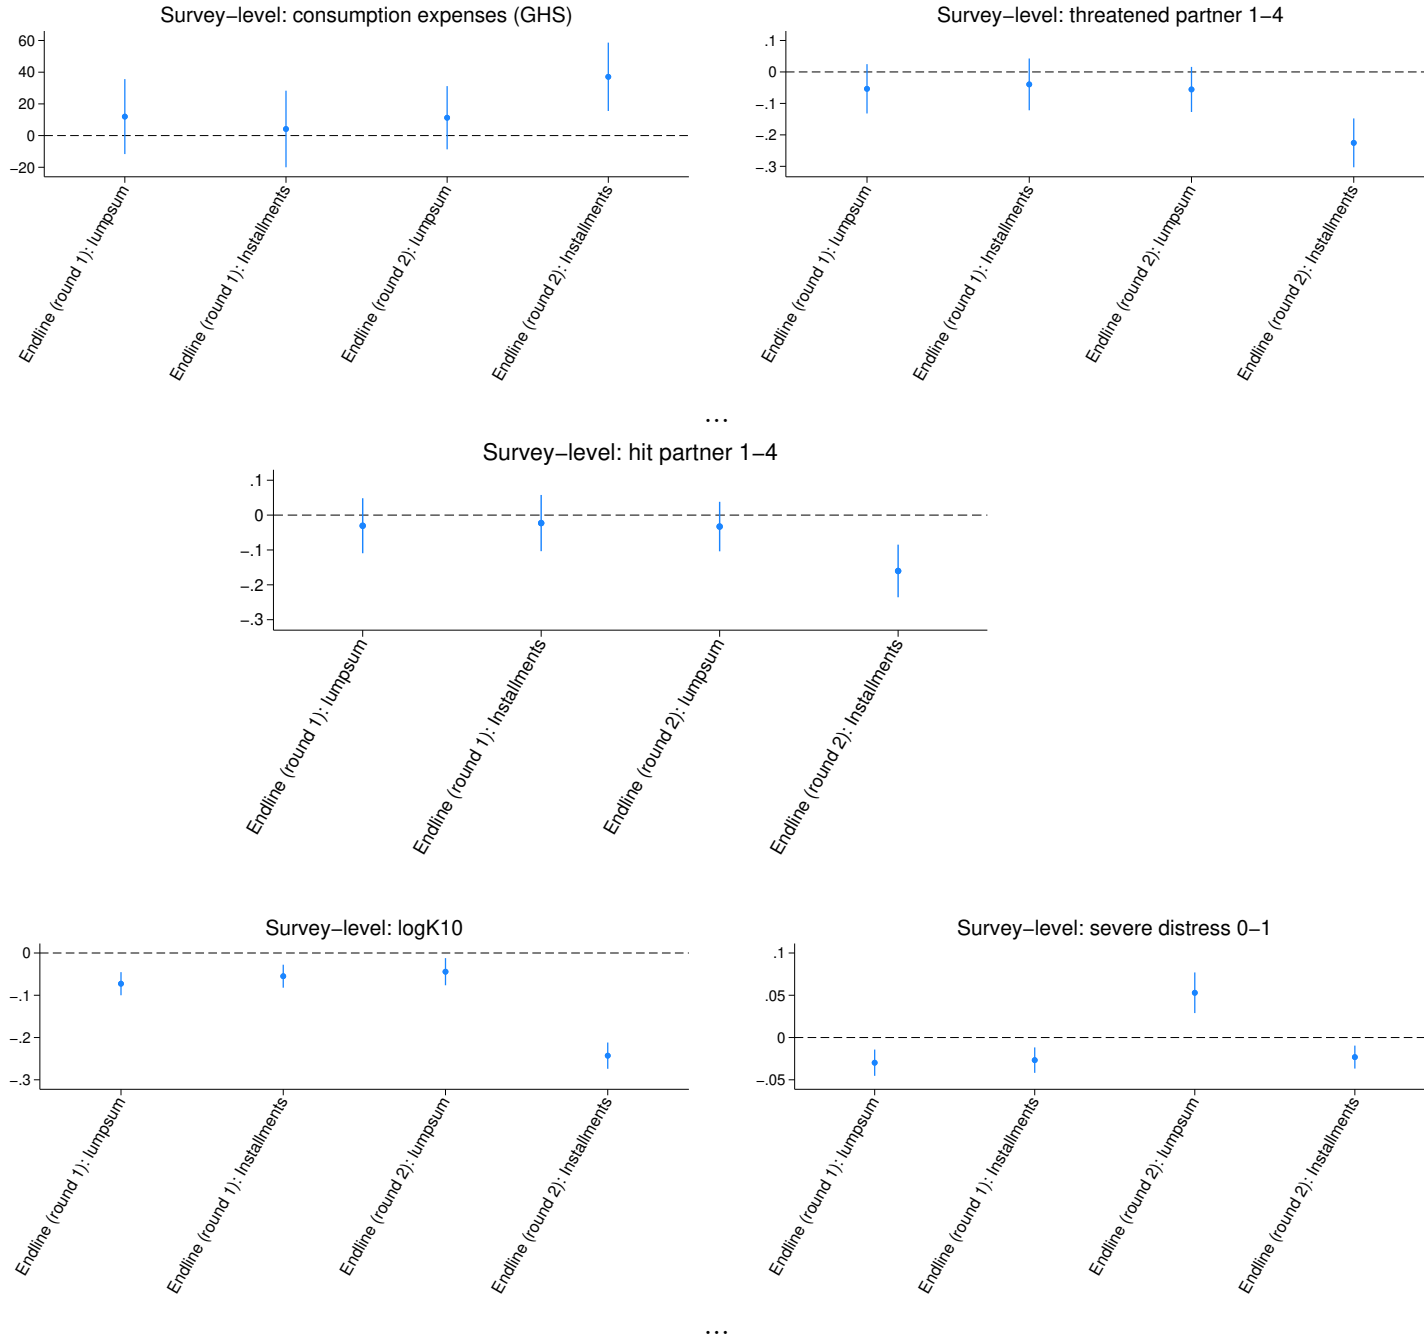 Survey−level: consumption expenses (GHS)
60
40
20
0
−20
Endline (round 1): lumpsum
Endline (round 1): Installments
Endline (round 2): lumpsum
Endline (round 2): Installments
Survey−level: threatened partner 1−4
.1
0
−.1
−.2
−.3
Endline (round 1): lumpsum
Endline (round 1): Installments
Endline (round 2): lumpsum
Endline (round 2): Installments
...
Survey−level: hit partner 1−4
.1
0
−.1
−.2
−.3
Endline (round 1): lumpsum
Endline (round 1): Installments
Endline (round 2): lumpsum
Endline (round 2): Installments
Survey−level: logK10
0
−.1
−.2
−.3
Endline (round 1): lumpsum
Endline (round 1): Installments
Endline (round 2): lumpsum
Endline (round 2): Installments
Survey−level: severe distress 0−1
.1
.05
0
−.05
Endline (round 1): lumpsum
Endline (round 1): Installments
Endline (round 2): lumpsum
Endline (round 2): Installments
...